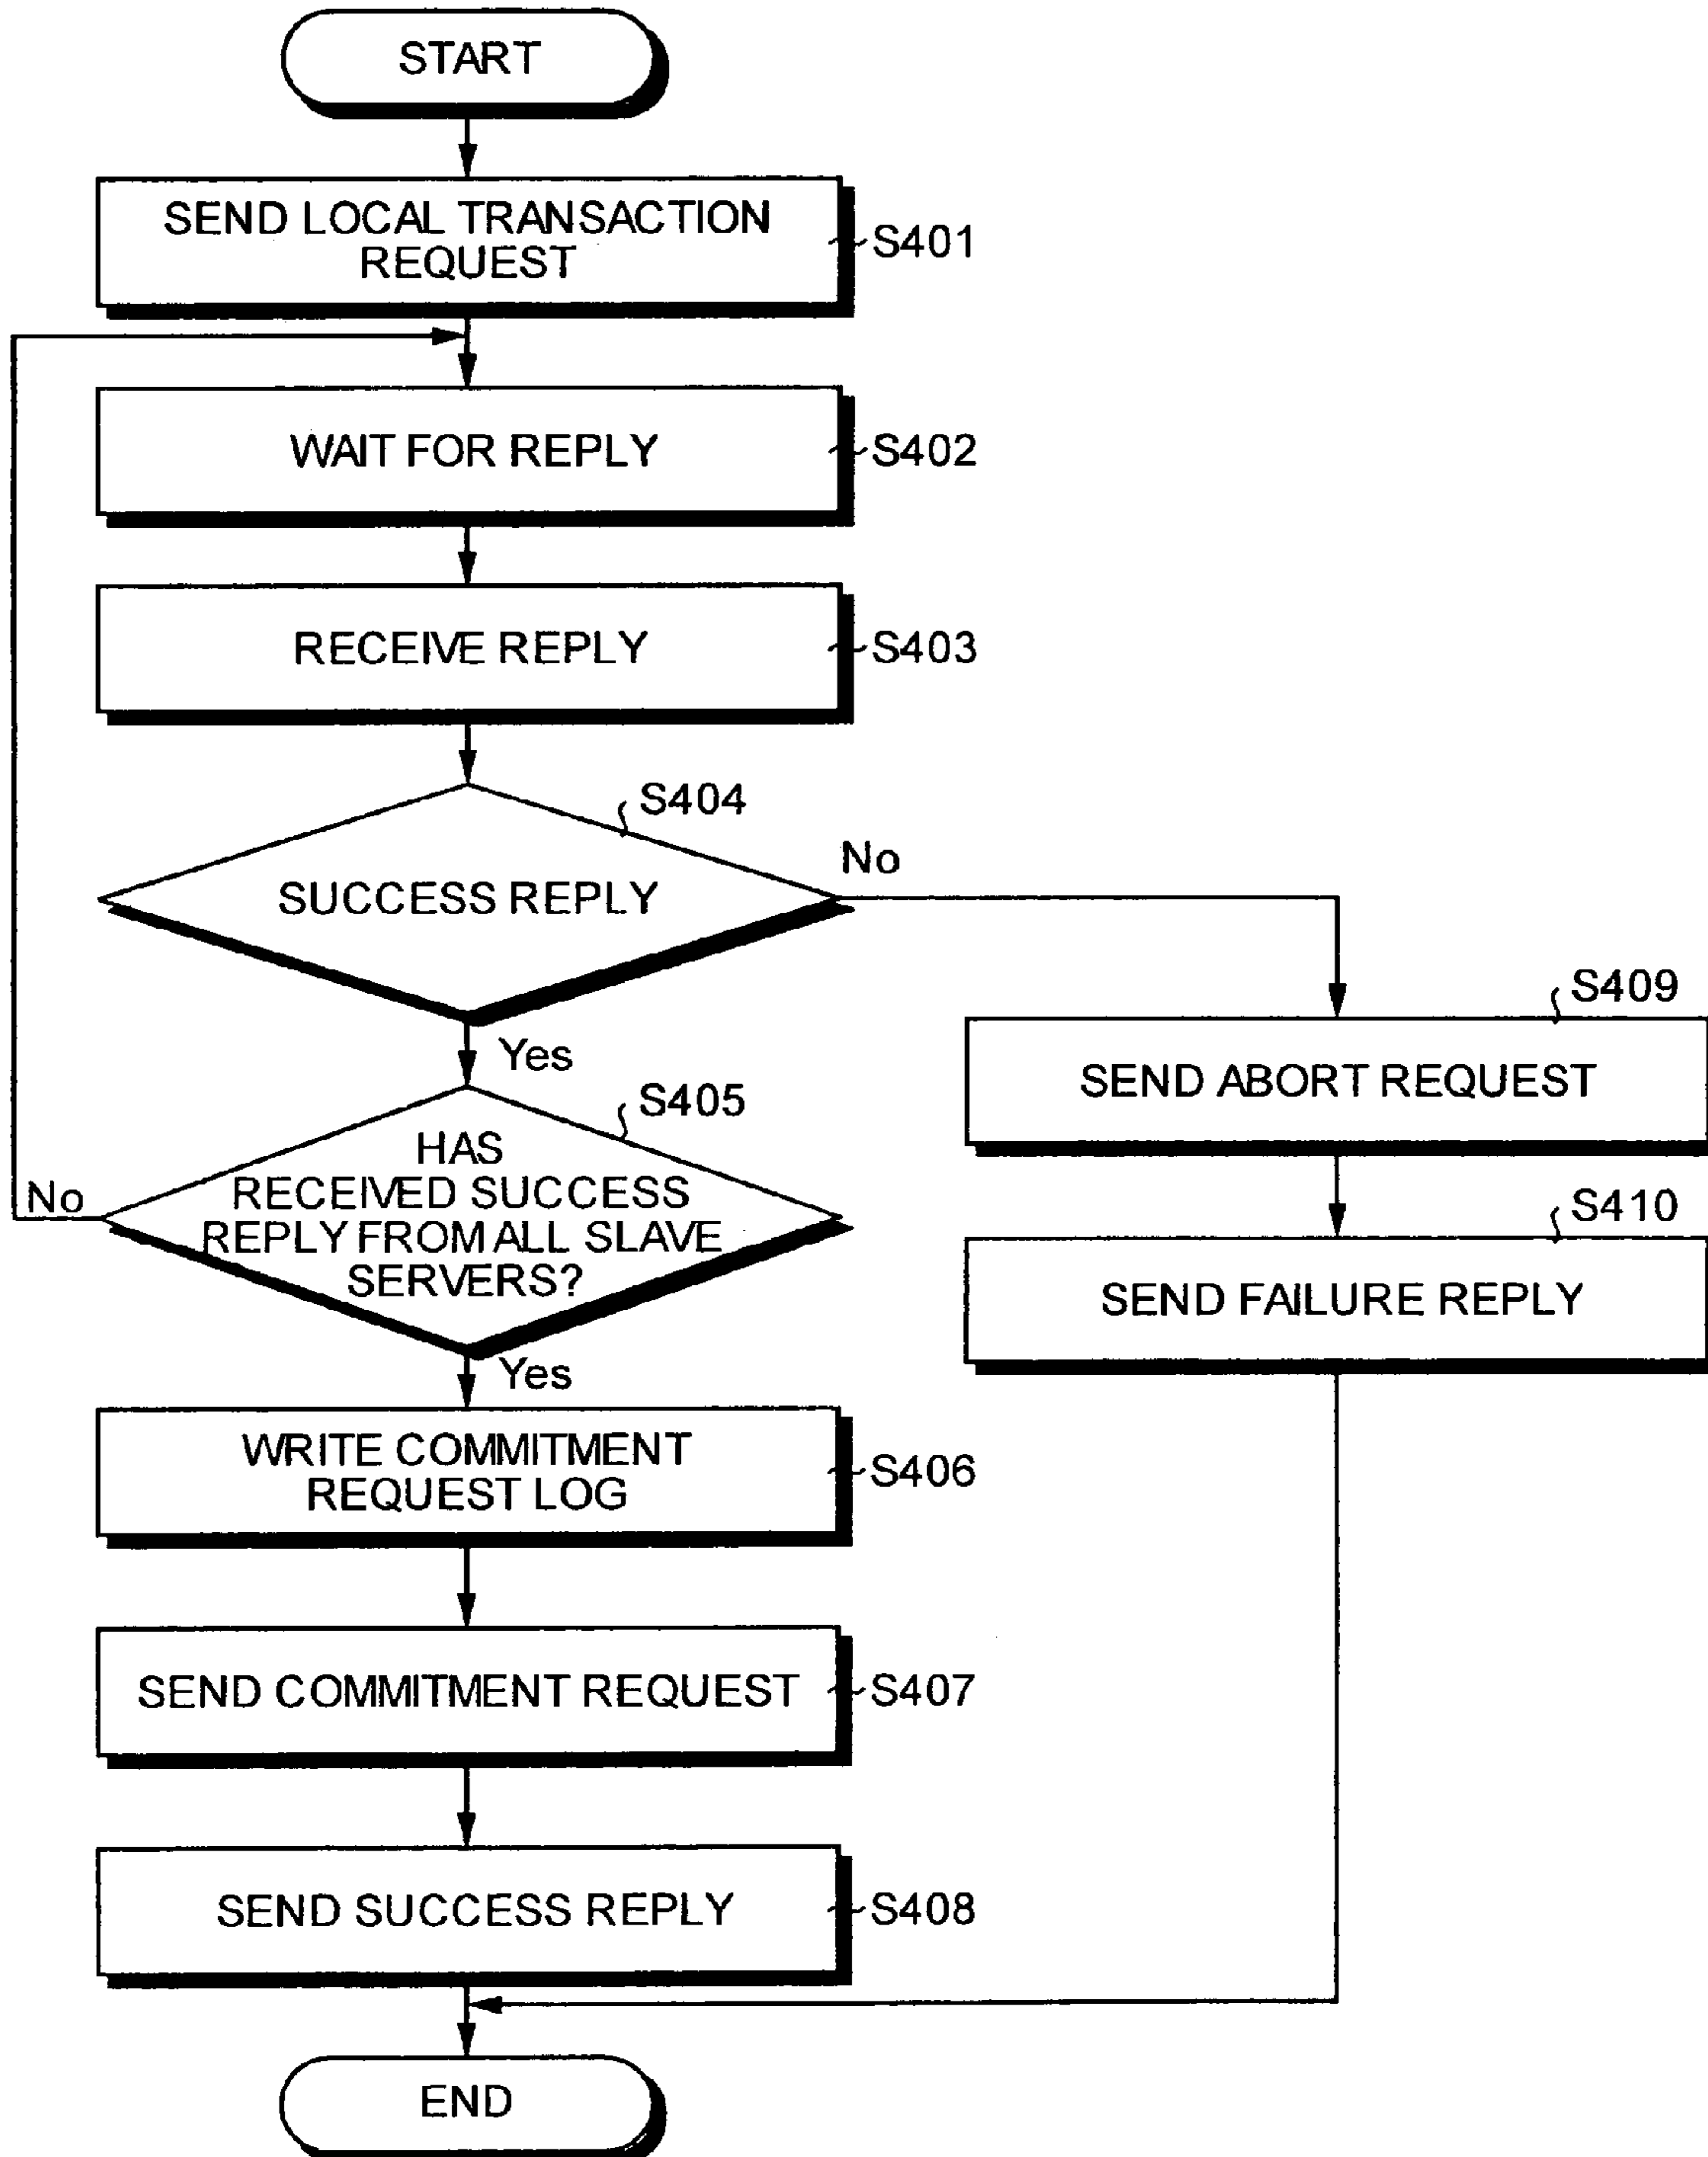 START
SEND LOCAL TRANSACTION
REQUEST
S401
WAIT FOR REPLY
S402
RECEIVE REPLY
S403
S404
SUCCESS REPLY
No
Yes
S405
HAS
RECEIVED SUCCESS
REPLY FROM ALL SLAVE
SERVERS?
No
Yes
WRITE COMMITMENT
REQUEST LOG
S406
SEND COMMITMENT REQUEST
S407
SEND SUCCESS REPLY
S408
S409
SEND ABORT REQUEST
S410
SEND FAILURE REPLY
END